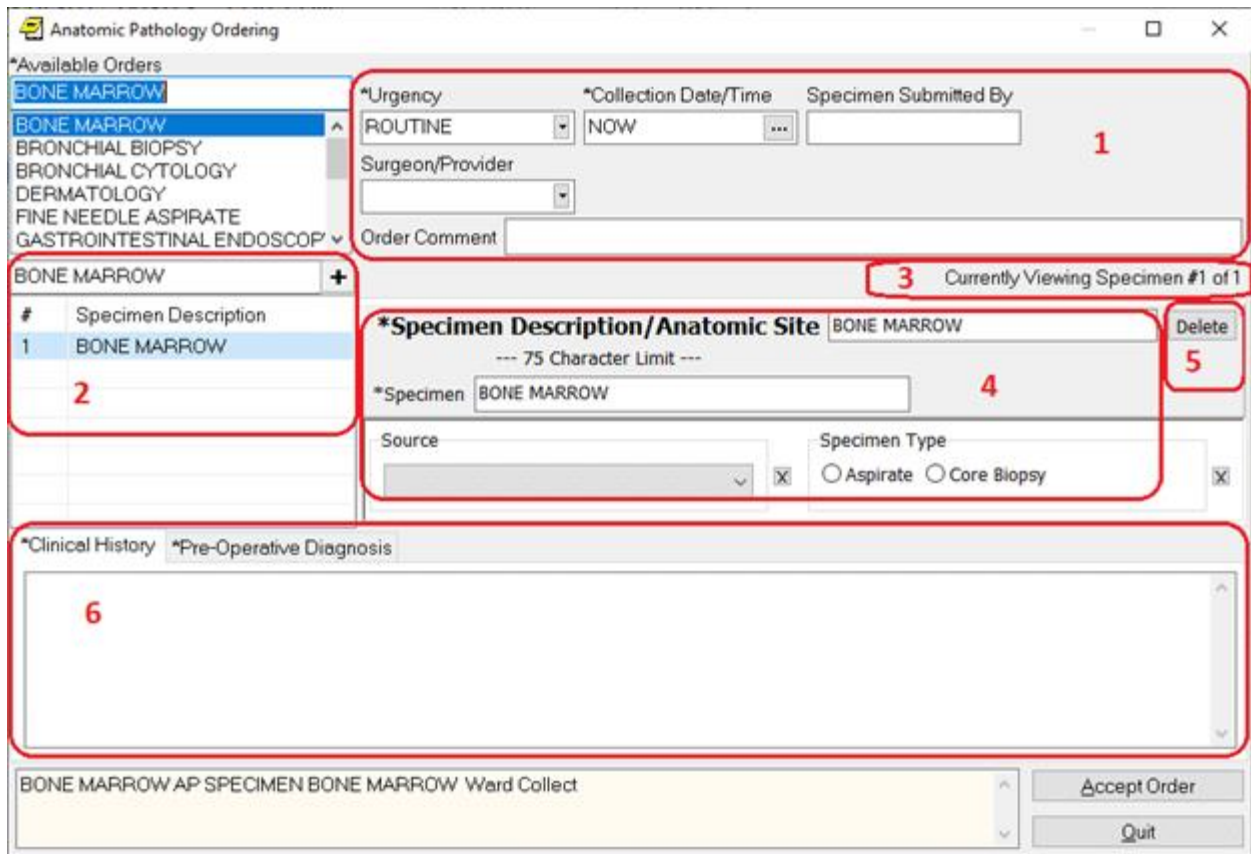 Anatomic Pathology Ordering
*Available Orders
BONE MARROW
BONE MARROW
BRONCHIAL BIOPSY
BRONCHIAL CYTOLOGY
DERMATOLOGY
FINE NEEDLE ASPIRATE
GASTROINTESTINAL ENDOSCOP
*Urgency *Collection Date/Time Specimen Submitted By
ROUTINE NOW ...
1
Surgeon/Provider
Order Comment
BONE MARROW +
# Specimen Description
1 BONE MARROW
2
3 Currently Viewing Specimen #1 of 1
*Specimen Description/Anatomic Site BONE MARROW Delete
--- 75 Character Limit ---
5
*Specimen BONE MARROW 4
Source Specimen Type
X Aspirate Core Biopsy X
*Clinical History *Pre-Operative Diagnosis
6
BONE MARROW AP SPECIMEN BONE MARROW Ward Collect
Accept Order
Quit